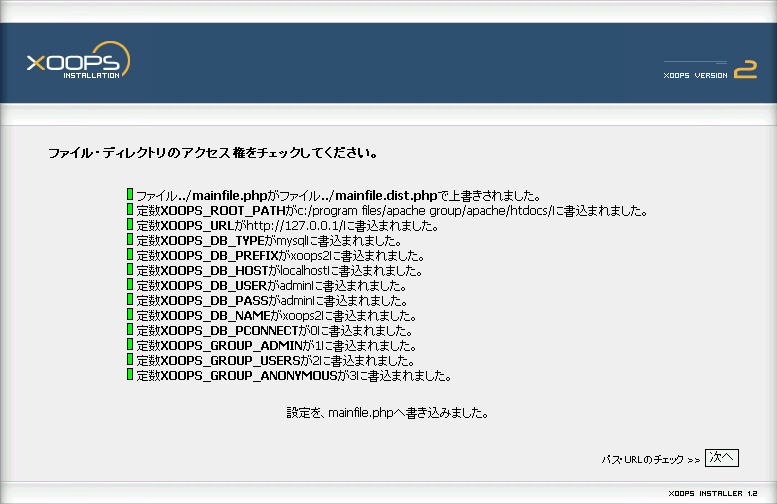 XOOPS
INSTALLATION
XOOPS VERSION 2
ファイル・ディレクトリのアクセス権をチェックしてください。
ファイル../mainfile.phpがファイル../mainfile.dist.phpで上書きされました。
定数XOOPS_ROOT_PATHがc:/program files/apache group/apache/htdocs/に書込まれました。
定数XOOPS_URLがhttp://127.0.0.1/に書込まれました。
定数XOOPS_DB_TYPEがmysqlに書込まれました。
定数XOOPS_DB_PREFIXがxoops2に書込まれました。
定数XOOPS_DB_HOSTがlocalhostに書込まれました。
定数XOOPS_DB_USERがadminに書込まれました。
定数XOOPS_DB_PASSがadminに書込まれました。
定数XOOPS_DB_NAMEがxoops2に書込まれました。
定数XOOPS_DB_PCONNECTが0に書込まれました。
定数XOOPS_GROUP_ADMINが1に書込まれました。
定数XOOPS_GROUP_USERSが2に書込まれました。
定数XOOPS_GROUP_ANONYMOUSが3に書込まれました。
設定を、mainfile.phpへ書き込みました。
パス・URLのチェック >> 次へ
XOOPS INSTALLER 1.2